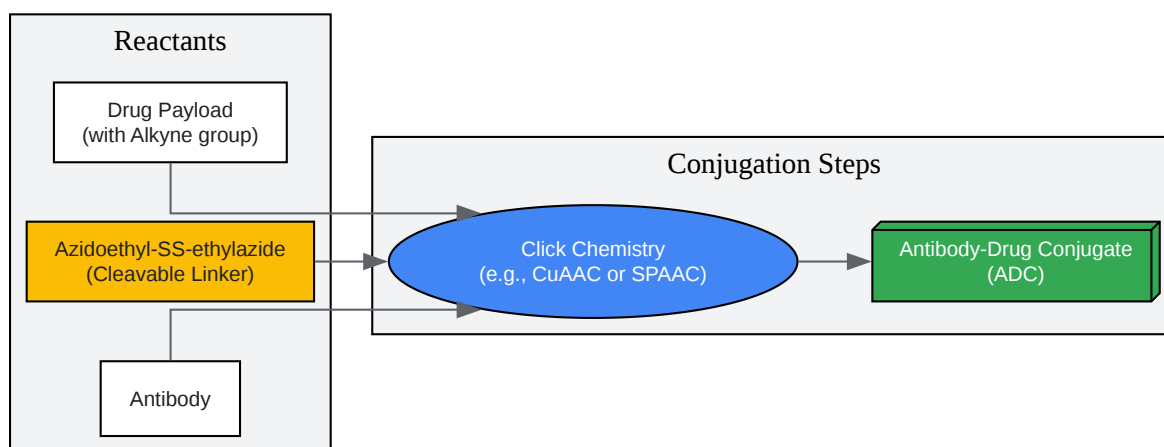 Reactants
Drug Payload
(with Alkyne group)
Azidoethyl-SS-ethylazide
(Cleavable Linker)
Antibody
Conjugation Steps
Click Chemistry
(e.g., CuAAC or SPAAC)
Antibody-Drug Conjugate
(ADC)